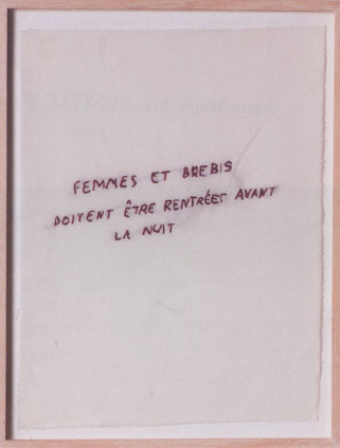 FEMMES ET BREBIS
DOIVENT ÊTRE RENTRÉES AVANT
LA NUIT